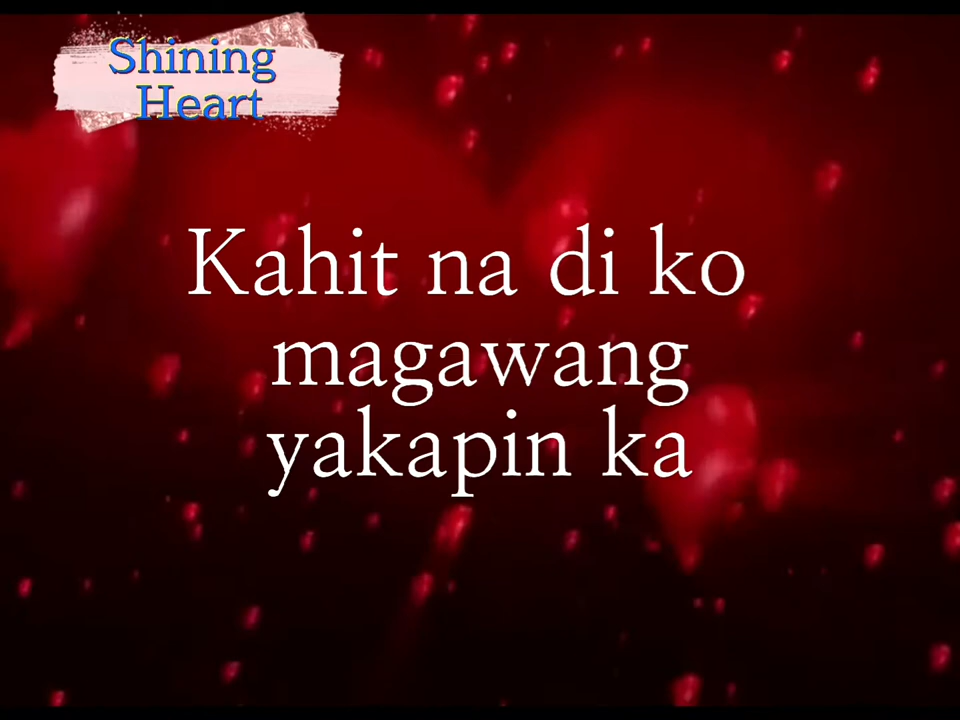 Shining
Heart
Kahit na di ko
magawang
yakapin ka